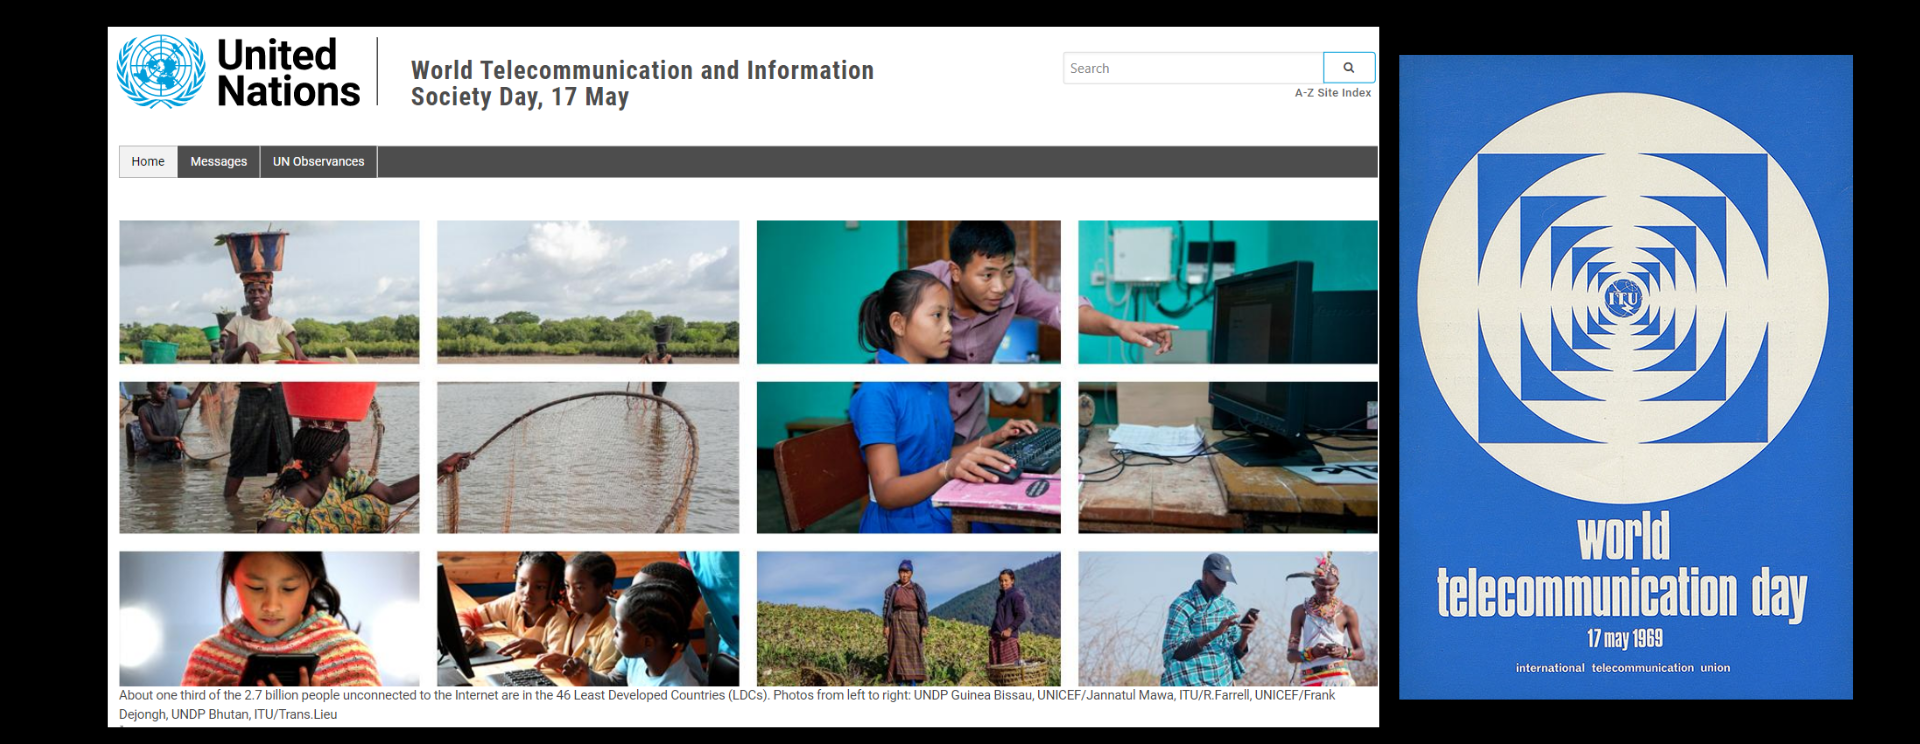 United
Nations
World Telecommunication and Information
Society Day, 17 May
Search
A-Z Site Index
Home
Messages
UN Observances
About one third of the 2.7 billion people unconnected to the Internet are in the 46 Least Developed Countries (LDCs). Photos from left to right: UNDP Guinea Bissau, UNICEF/Jannatul Mawa, ITU/R.Farrell, UNICEF/Frank
Dejongh, UNDP Bhutan, ITU/Trans.Lieu
ITU
world
telecommunication day
17 may 1969
international telecommunication union